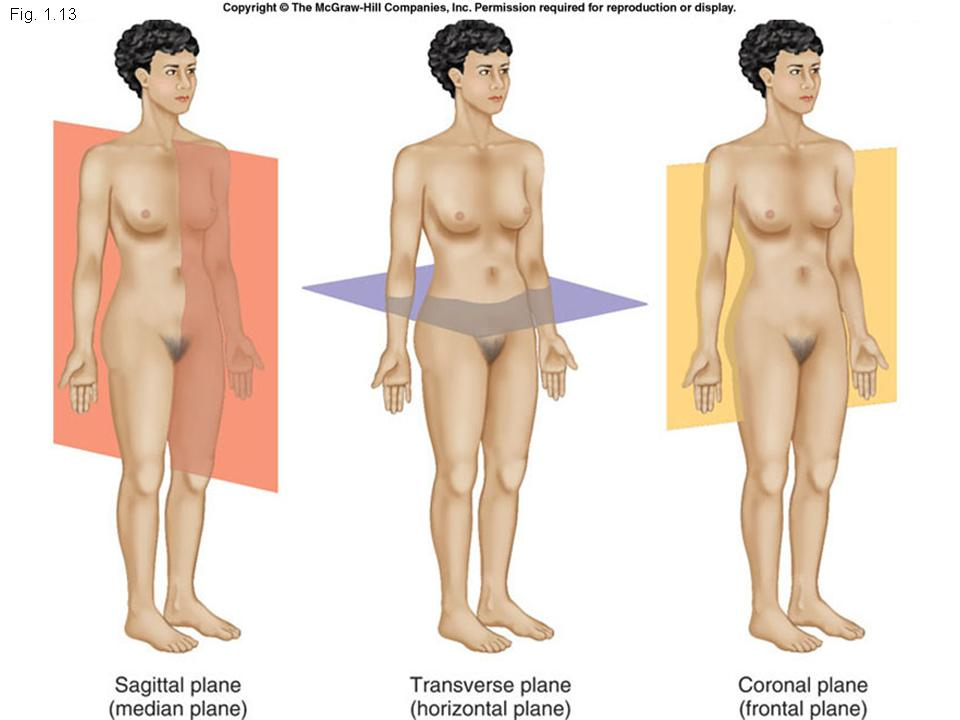 Fig. 1.13
Copyright © The McGraw-Hill Companies, Inc. Permission required for reproduction or display.
Sagittal plane
(median plane)
Transverse plane
(horizontal plane)
Coronal plane
(frontal plane)